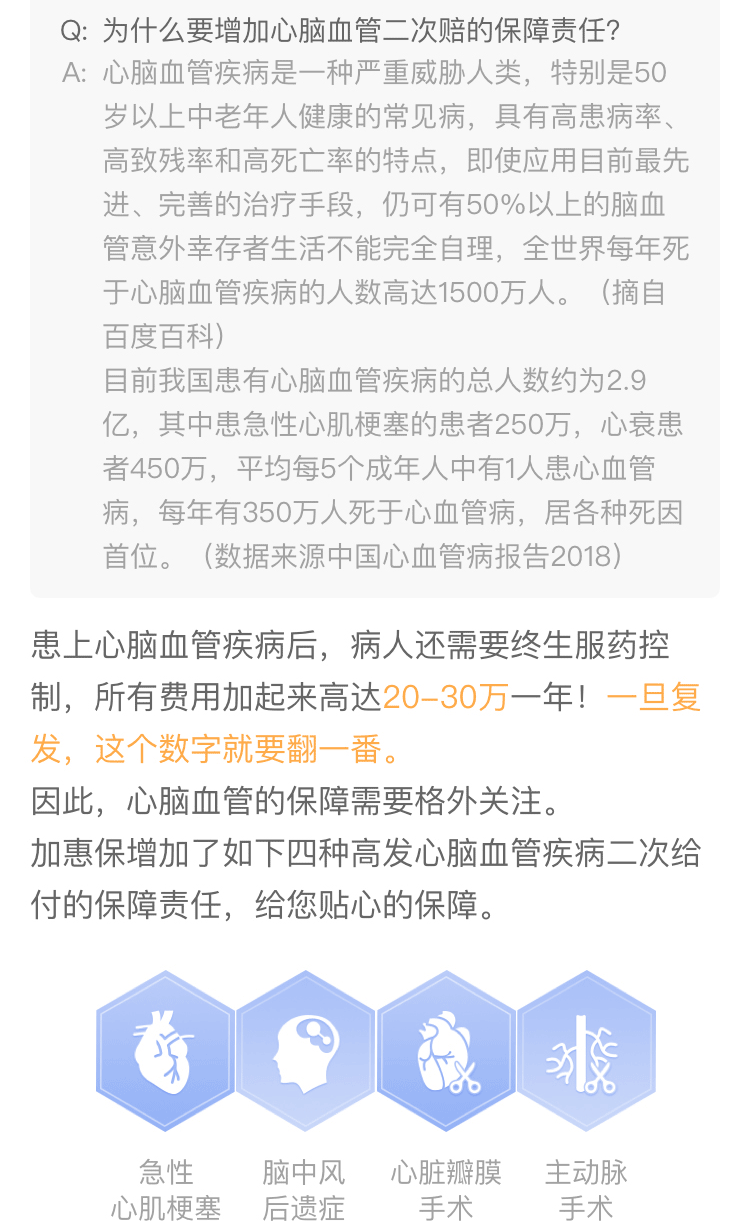 Q: 为什么要增加心脑血管二次赔的保障责任?
A: 心脑血管疾病是一种严重威胁人类，特别是50
岁以上中老年人健康的常见病，具有高患病率、
高致残率和高死亡率的特点，即使应用目前最先
进、完善的治疗手段，仍可有50%以上的脑血
管意外幸存者生活不能完全自理，全世界每年死
于心脑血管疾病的人数高达1500万人。（摘自
百度百科）
目前我国患有心脑血管疾病的总人数约为2.9
亿，其中患急性心肌梗塞的患者250万，心衰患
者450万，平均每5个成年人中有1人患心血管
病，每年有350万人死于心血管病，居各种死因
首位。（数据来源中国心血管病报告2018）
患上心脑血管疾病后，病人还需要终生服药控
制，所有费用加起来高达20-30万一年！一旦复
发，这个数字就要翻一番。
因此，心脑血管的保障需要格外关注。
加惠保增加了如下四种高发心脑血管疾病二次给
付的保障责任，给您贴心的保障。
急性
心肌梗塞
脑中风
后遗症
心脏瓣膜
手术
主动脉
手术